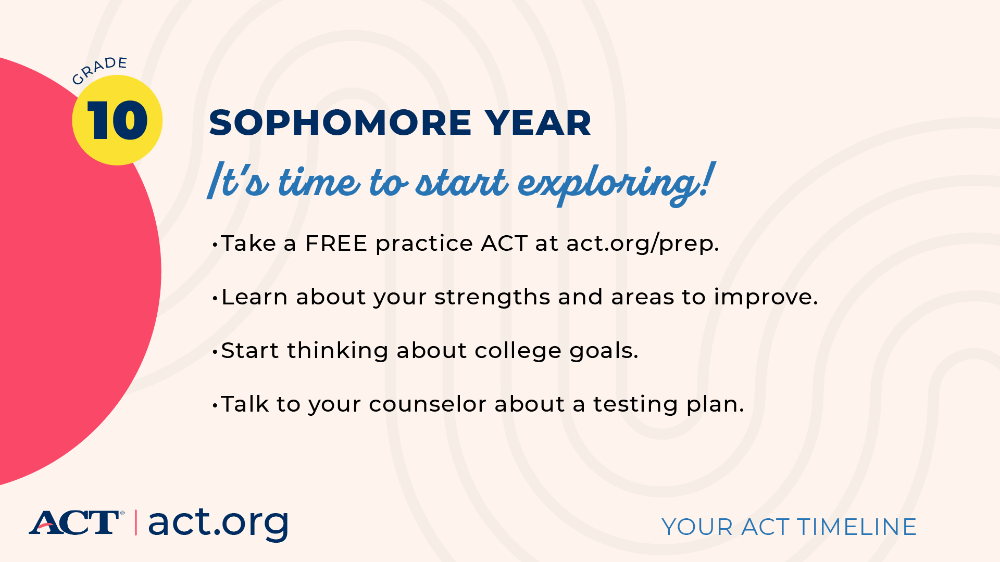 GRADE
10
SOPHOMORE YEAR
It's time to start exploring!
•Take a FREE practice ACT at act.org/prep.
•Learn about your strengths and areas to improve.
•Start thinking about college goals.
•Talk to your counselor about a testing plan.
ACT® | act.org
YOUR ACT TIMELINE